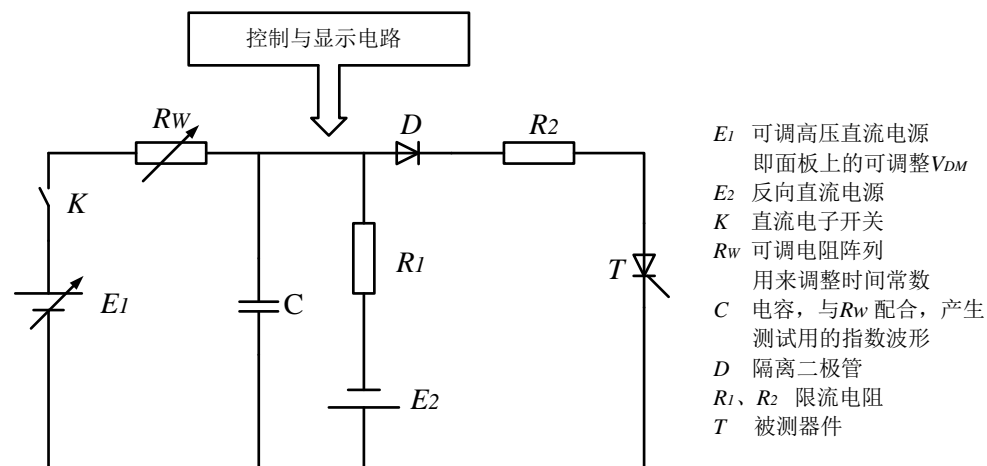 控制与显示电路
RW
D
R2
K
E1
C
R1
E2
T
E1 可调高压直流电源
即面板上的可调整VDM
E2 反向直流电源
K 直流电子开关
RW 可调电阻阵列
用来调整时间常数
C 电容，与RW 配合，产生
测试用的指数波形
D 隔离二极管
R1、R2 限流电阻
T 被测器件